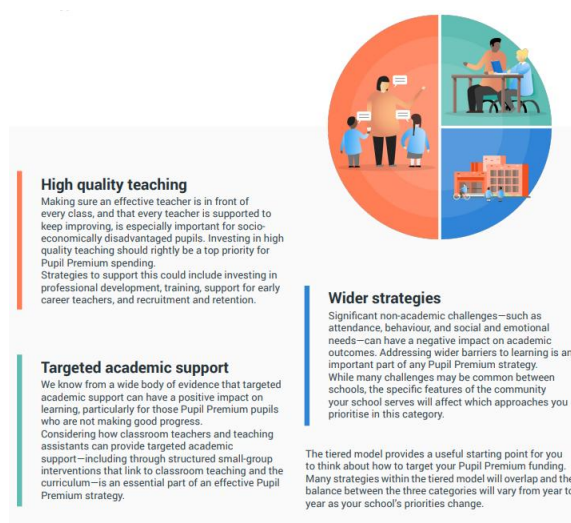 High quality teaching
Making sure an effective teacher is in front of
every class, and that every teacher is supported to
keep improving, is especially important for socio-
economically disadvantaged pupils. Investing in high
quality teaching should rightly be a top priority for
Pupil Premium spending.
Strategies to support this could include investing in
professional development, training, support for early
career teachers, and recruitment and retention.
Targeted academic support
We know from a wide body of evidence that targeted
academic support can have a positive impact on
learning, particularly for those Pupil Premium pupils
who are not making good progress.
Considering how classroom teachers and teaching
assistants can provide targeted academic
support—including through structured small-group
interventions that link to classroom teaching and the
curriculum—is an essential part of an effective Pupil
Premium strategy.
Wider strategies
Significant non-academic challenges—such as
attendance, behaviour, and social and emotional
needs—can have a negative impact on academic
outcomes. Addressing wider barriers to learning is an
important part of any Pupil Premium strategy.
While many challenges may be common between
schools, the specific features of the community
your school serves will affect which approaches you
prioritise in this category.
The tiered model provides a useful starting point for you
to think about how to target your Pupil Premium funding.
Many strategies within the tiered model will overlap and the
balance between the three categories will vary from year to
year as your school's priorities change.